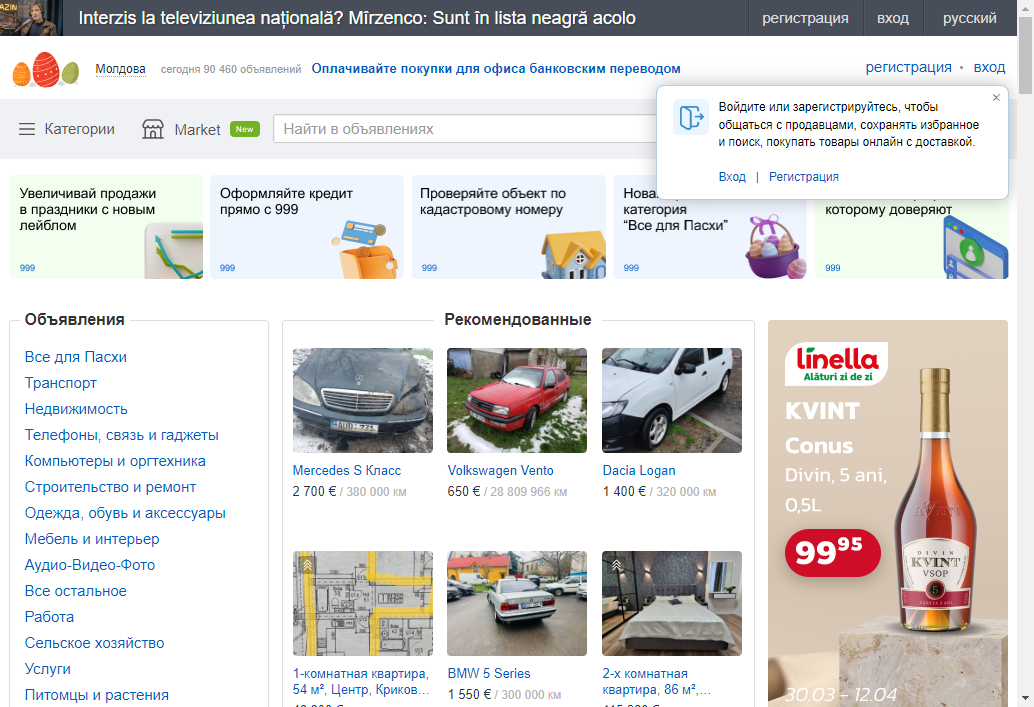 Interzis la televiziunea națională? Mîrzenco: Sunt în lista neagră acolo
регистрация
вход
русский
Молдова
сегодня 90 460 объявлений
Оплачивайте покупки для офиса банковским переводом
регистрация • вход
Категории
Market
New
Найти в объявлениях
Войдите или зарегистрируйтесь, чтобы
общаться с продавцами, сохранять избранное
и поиск, покупать товары онлайн с доставкой.
Вход | Регистрация
Увеличивай продажи
в праздники с новым
лейблом
999
Оформляйте кредит
прямо с 999
999
Проверяйте объект по
кадастровому номеру
999
категория
“Все для Пасхи”
999
которому доверяют
999
Объявления
Все для Пасхи
Транспорт
Недвижимость
Телефоны, связь и гаджеты
Компьютеры и оргтехника
Строительство и ремонт
Одежда, обувь и аксессуары
Мебель и интерьер
Аудио-Видео-Фото
Все остальное
Работа
Сельское хозяйство
Услуги
Питомцы и растения
Рекомендованные
Mercedes S Класс
2 700 € / 380 000 км
Volkswagen Vento
650 € / 28 809 966 км
Dacia Logan
1 400 € / 320 000 км
1-комнатная квартира,
54 м², Центр, Криков…
BMW 5 Series
1 550 € / 300 000 км
2-х комнатная
квартира, 86 м²,…
linella
Alături zi de zi
KVINT
Conus
Divin, 5 ani,
0,5L
99 95
DIVIN
KVINT
VSOP
5
30.03 – 12.04